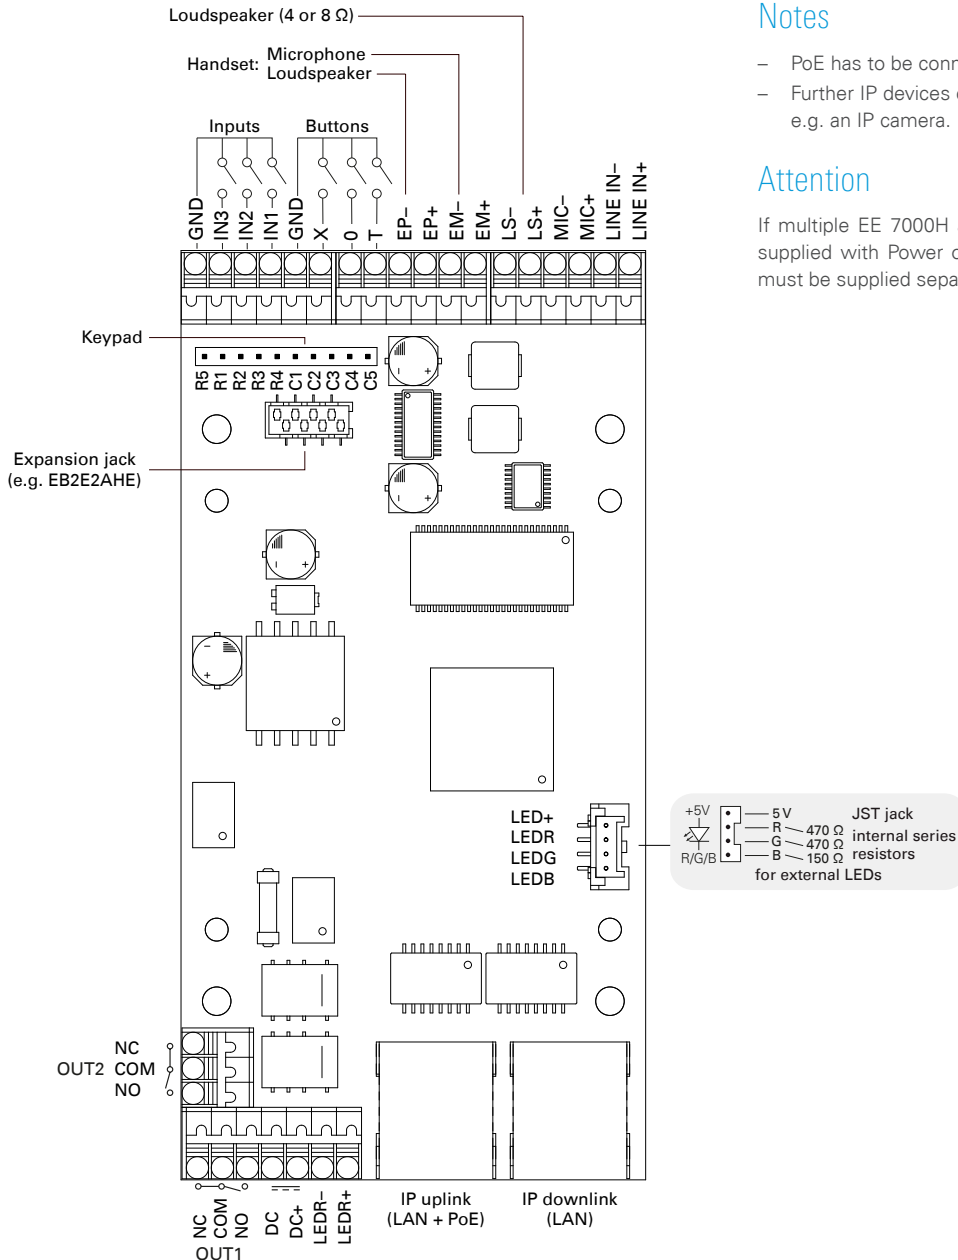 Loudspeaker (4 or 8 Ω)
Handset: Microphone
Loudspeaker
Inputs
Buttons
GND
IN3
IN2
IN1
GND
X
0
T
EP–
EP+
EM–
EM+
LS–
LS+
MIC–
MIC+
LINE IN–
LINE IN+
Keypad
R5
R1
R2
R3
R4
C1
C2
C3
C4
C5
Expansion jack
(e.g. EB2E2AHE)
LED+
LEDR
LEDG
LEDB
+5V
R/G/B
5 V
R 470 Ω
G 470 Ω
B 150 Ω
JST jack
internal series
resistors
for external LEDs
NC
OUT2 COM
NO
NC
COM
NO
OUT1
DC
DC+
LEDR–
LEDR+
IP uplink
(LAN + PoE)
IP downlink
(LAN)
Notes
– PoE has to be
– Further IP devices
e.g. an IP camera.
Attention
If multiple EE 7000H
supplied with Power
must be supplied